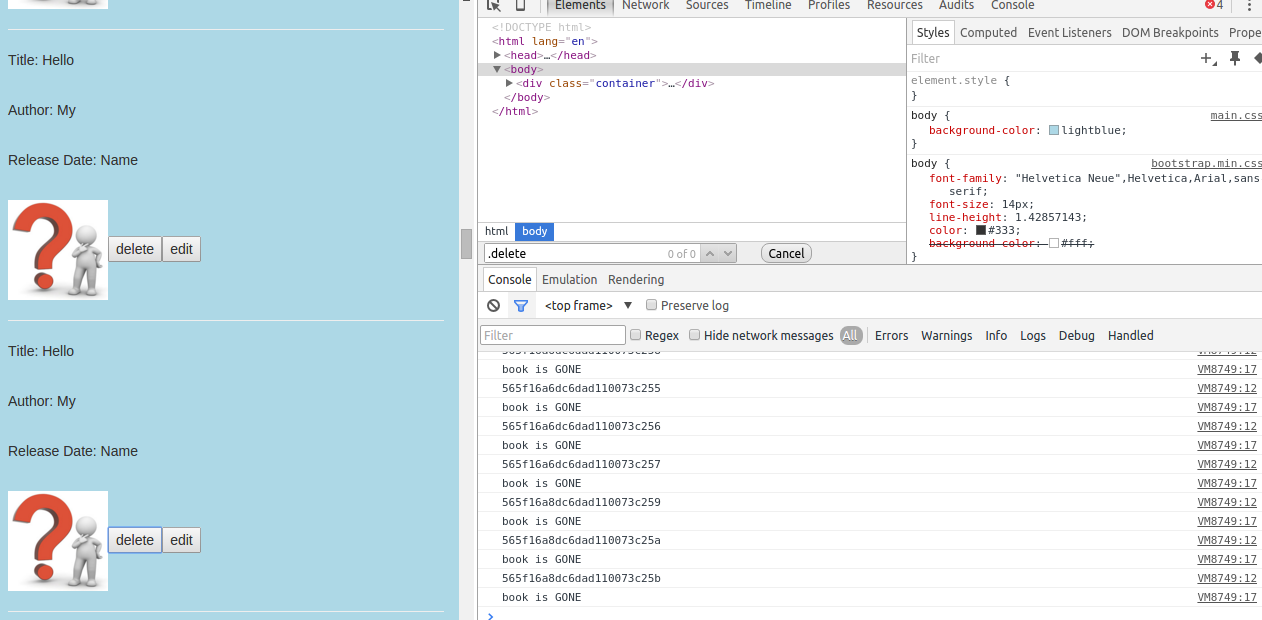 Title: Hello
Author: My
Release Date: Name
delete edit
Title: Hello
Author: My
Release Date: Name
delete edit
Elements Network Sources Timeline Profiles Resources Audits Console 4
<!DOCTYPE html>
<html lang="en">
<head>…</head>
<body>
<div class="container">…</div>
</body>
</html>
html body
.delete 0 of 0 Cancel
Styles Computed Event Listeners DOM Breakpoints Prope
Filter
element.style {
}
body { main.css
background-color: lightblue;
}
body { bootstrap.min.css
font-family: "Helvetica Neue",Helvetica,Arial,sans
serif;
font-size: 14px;
line-height: 1.42857143;
color: #333;
background-color: #fff;
}
Console Emulation Rendering
<top frame> Preserve log
Filter Regex Hide network messages All Errors Warnings Info Logs Debug Handled
book is GONE VM8749:17
565f16a6dc6dad110073c255 VM8749:12
book is GONE VM8749:17
565f16a6dc6dad110073c256 VM8749:12
book is GONE VM8749:17
565f16a6dc6dad110073c257 VM8749:12
book is GONE VM8749:17
565f16a8dc6dad110073c259 VM8749:12
book is GONE VM8749:17
565f16a8dc6dad110073c25a VM8749:12
book is GONE VM8749:17
565f16a8dc6dad110073c25b VM8749:12
book is GONE VM8749:17